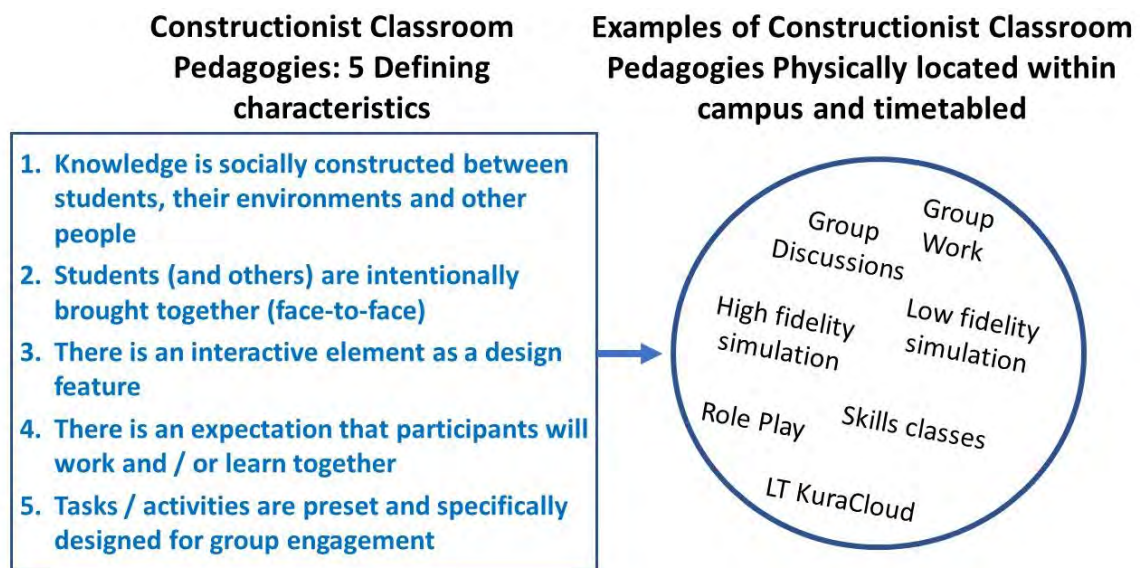 Constructionist Classroom
Pedagogies: 5 Defining
characteristics
Examples of Constructionist Classroom
Pedagogies Physically located within
campus and timetabled
1. Knowledge is socially constructed between
students, their environments and other
people
2. Students (and others) are intentionally
brought together (face-to-face)
3. There is an interactive element as a design
feature
4. There is an expectation that participants will
work and / or learn together
5. Tasks / activities are preset and specifically
designed for group engagement
Group
Discussions
Group
Work
High fidelity
simulation
Low fidelity
simulation
Role Play
Skills classes
LT KuraCloud